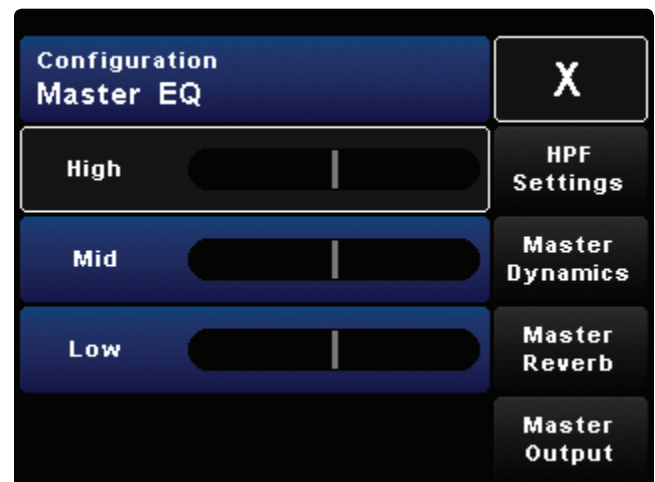 Configuration
Master EQ
X
High
HPF
Settings
Mid
Master
Dynamics
Low
Master
Reverb
Master
Output